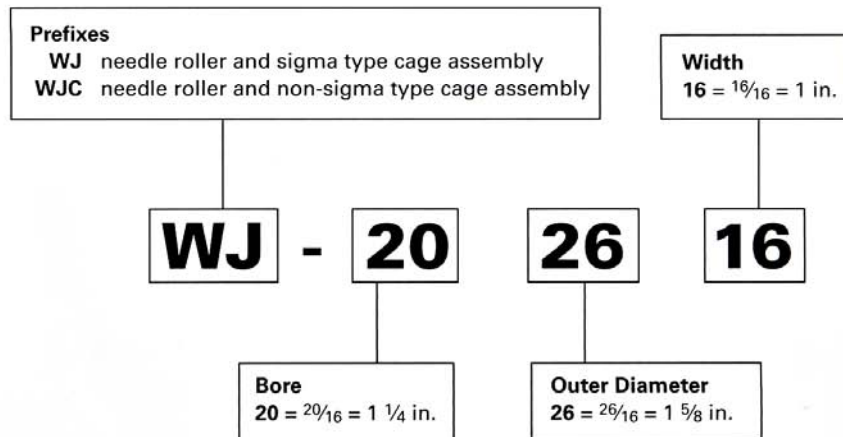 Prefixes
WJ needle roller and sigma type cage assembly
WJC needle roller and non-sigma type cage assembly
Width
16 = 16/16 = 1 in.
WJ - 20 26 16
Bore
20 = 20/16 = 1 1/4 in.
Outer Diameter
26 = 26/16 = 1 5/8 in.